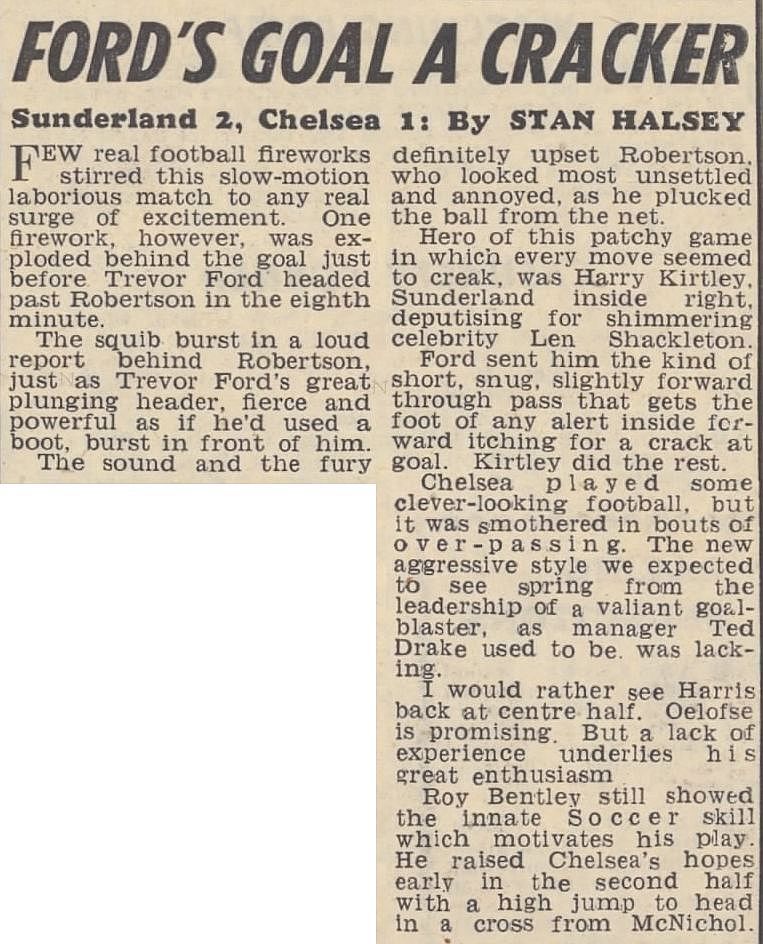 FORD'S GOAL A CRACKER
Sunderland 2, Chelsea 1: By STAN HALSEY
FEW real football fireworks
stirred this slow-motion
laborious match to any real
surge of excitement. One
firework, however, was ex-
ploded behind the goal just
before Trevor Ford headed
past Robertson in the eighth
minute.
The squib burst in a loud
report behind Robertson,
just as Trevor Ford's great
plunging header, fierce and
powerful as if he'd used a
boot, burst in front of him.
The sound and the fury
definitely upset Robertson,
who looked most unsettled
and annoyed, as he plucked
the ball from the net.
Hero of this patchy game
in which every move seemed
to creak, was Harry Kirtley,
Sunderland inside right,
deputising for shimmering
celebrity Len Shackleton.
Ford sent him the kind of
short, snug, slightly forward
through pass that gets the
foot of any alert inside for-
ward itching for a crack at
goal. Kirtley did the rest.
Chelsea played some
clever-looking football, but
it was smothered in bouts of
over-passing. The new
aggressive style we expected
to see spring from the
leadership of a valiant goal-
blaster, as manager Ted
Drake used to be, was lack-
ing.
I would rather see Harris
back at centre half. Oelofse
is promising. But a lack of
experience underlies his
great enthusiasm
Roy Bentley still showed
the innate Soccer skill
which motivates his play.
He raised Chelsea's hopes
early in the second half
with a high jump to head
in a cross from McNichol.